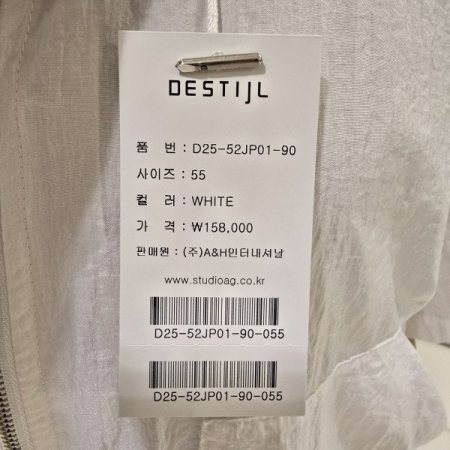 DESTIJL
품 번 : D25-52JP01-90
사이즈 : 55
컬 러 : WHITE
가 격 : ₩158,000
판매원 : (주)A&H인터내셔날
www.studioag.co.kr
D25-52JP01-90-055
D25-52JP01-90-055